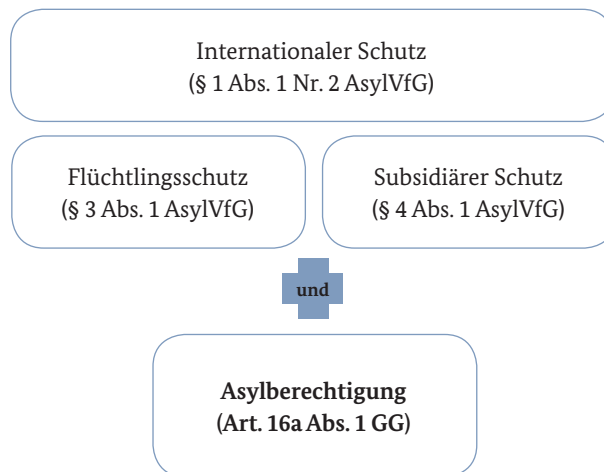 Internationaler Schutz
(§ 1 Abs. 1 Nr. 2 AsylVfG)
Flüchtlingsschutz
(§ 3 Abs. 1 AsylVfG)
Subsidiärer Schutz
(§ 4 Abs. 1 AsylVfG)
und
Asylberechtigung
(Art. 16a Abs. 1 GG)